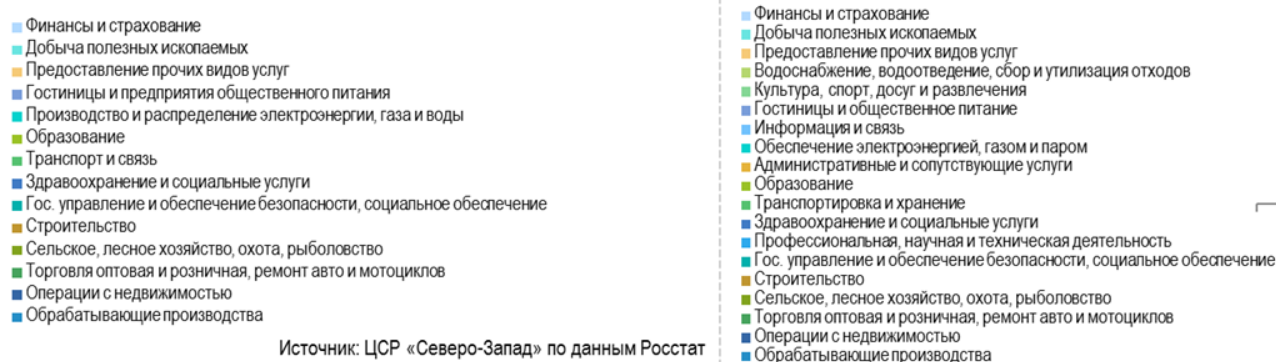 Финансы и страхование
Добыча полезных ископаемых
Предоставление прочих видов услуг
Гостиницы и предприятия общественного питания
Производство и распределение электроэнергии, газа и воды
Образование
Транспорт и связь
Здравоохранение и социальные услуги
Гос. управление и обеспечение безопасности, социальное обеспечение
Строительство
Сельское, лесное хозяйство, охота, рыболовство
Торговля оптовая и розничная, ремонт авто и мотоциклов
Операции с недвижимостью
Обрабатывающие производства
Источник: ЦСР «Северо-Запад» по данным Росстат
Финансы и страхование
Добыча полезных ископаемых
Предоставление прочих видов услуг
Водоснабжение, водоотведение, сбор и утилизация отходов
Культура, спорт, досуг и развлечения
Гостиницы и общественное питание
Информация и связь
Обеспечение электроэнергией, газом и паром
Административные и сопутствующие услуги
Образование
Транспортировка и хранение
Здравоохранение и социальные услуги
Профессиональная, научная и техническая деятельность
Гос. управление и обеспечение безопасности, социальное обеспечение
Строительство
Сельское, лесное хозяйство, охота, рыболовство
Торговля оптовая и розничная, ремонт авто и мотоциклов
Операции с недвижимостью
Обрабатывающие производства